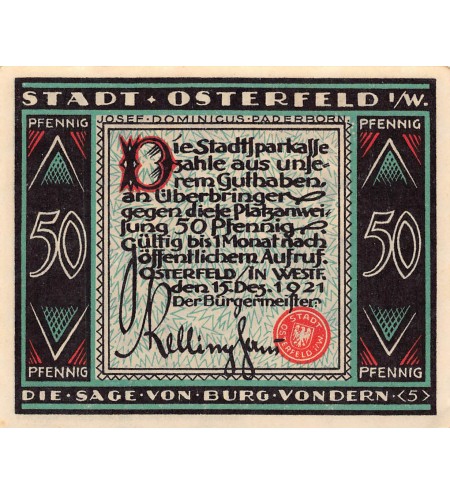 STADT · OSTERFELD i/W.
JOSEF · DOMINICUS · PADERBORN
PFENNIG
PFENNIG
Die Stadtsparkasse
zahle aus unse-
rem Guthaben,
an Überbringer
gegen diese Platzanwei-
sung 50 Pfennig
Gültig bis 1 Monat nach
öffentlichem Aufruf.
OSTERFELD IN WESTF.
den 15. Dez. 1921
Der Bürgermeister:
50
50
Kellinghaus
STADT OSTERFELD i/W.
PFENNIG
PFENNIG
DIE · SAGE · VON · BURG · VONDERN · <5>